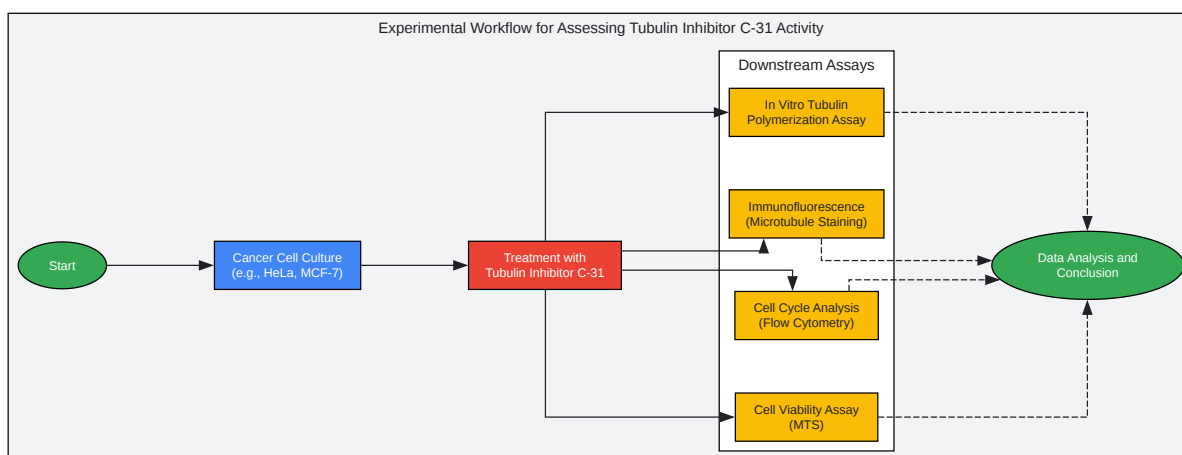 Experimental Workflow for Assessing Tubulin Inhibitor C-31 Activity
Start
Cancer Cell Culture
(e.g., HeLa, MCF-7)
Treatment with
Tubulin Inhibitor C-31
Downstream Assays
In Vitro Tubulin
Polymerization Assay
Immunofluorescence
(Microtubule Staining)
Cell Cycle Analysis
(Flow Cytometry)
Cell Viability Assay
(MTS)
Data Analysis and
Conclusion